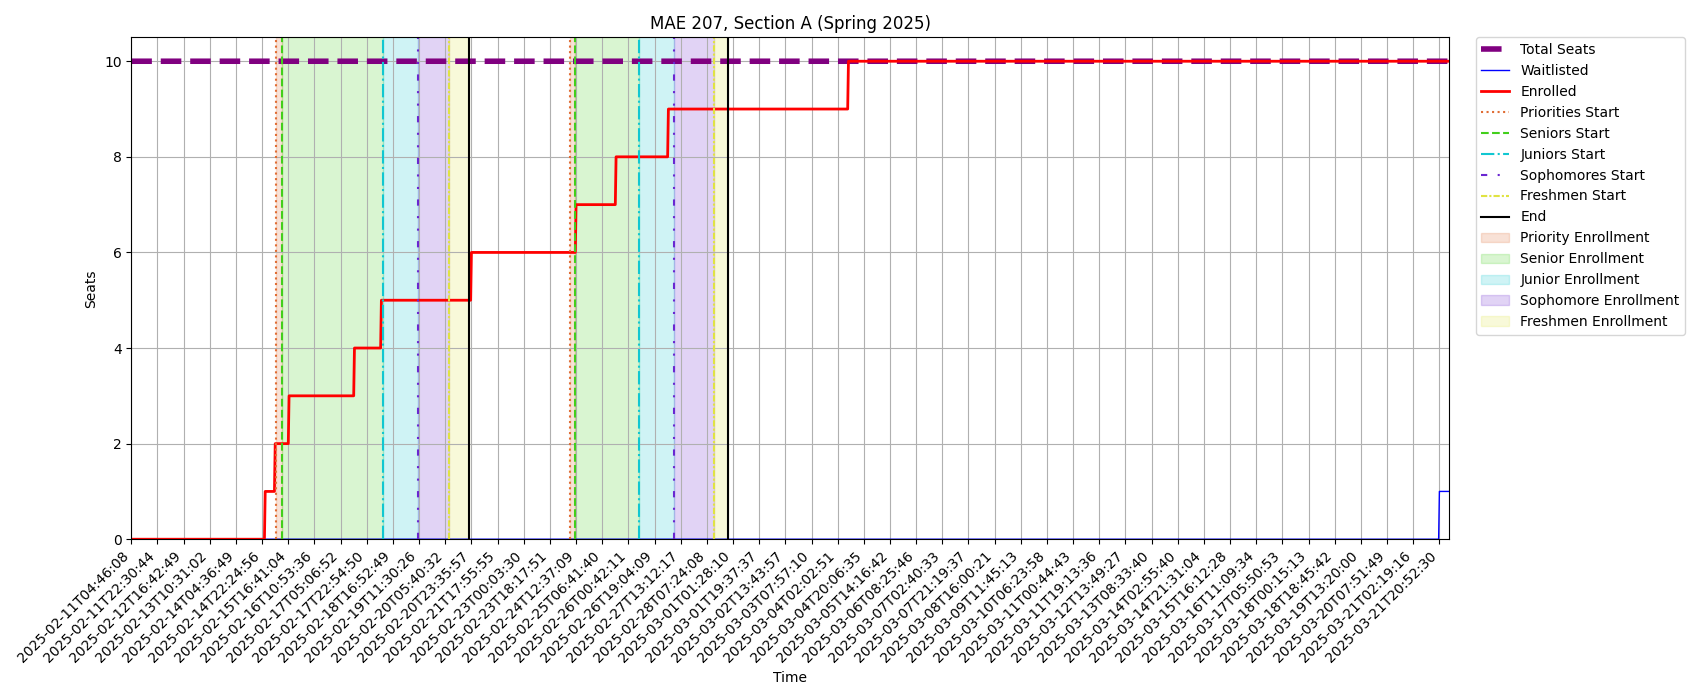 MAE 207, Section A (Spring 2025)
Seats
10
8
6
4
2
0
2025-02-11T04:46:08
2025-02-11T22:30:44
2025-02-12T16:42:49
2025-02-13T10:31:02
2025-02-14T04:36:49
2025-02-14T22:24:56
2025-02-15T16:41:04
2025-02-16T10:53:36
2025-02-17T05:06:52
2025-02-17T22:54:50
2025-02-18T16:52:49
2025-02-19T11:30:26
2025-02-20T05:40:32
2025-02-20T23:35:57
2025-02-21T17:55:55
2025-02-23T00:03:30
2025-02-23T18:17:51
2025-02-24T12:37:09
2025-02-25T06:41:40
2025-02-26T00:42:11
2025-02-26T19:04:09
2025-02-27T13:12:17
2025-02-28T07:24:08
2025-03-01T01:28:10
2025-03-01T19:37:37
2025-03-02T13:43:57
2025-03-03T07:57:10
2025-03-04T02:02:51
2025-03-04T20:06:35
2025-03-05T14:16:42
2025-03-06T08:25:46
2025-03-07T02:40:33
2025-03-07T21:19:37
2025-03-08T16:00:21
2025-03-09T11:45:13
2025-03-10T06:23:58
2025-03-11T00:44:43
2025-03-11T19:13:36
2025-03-12T13:49:27
2025-03-13T08:33:40
2025-03-14T02:55:40
2025-03-14T21:31:04
2025-03-15T16:12:28
2025-03-16T11:09:34
2025-03-17T05:50:53
2025-03-18T00:15:13
2025-03-18T18:45:42
2025-03-19T13:20:00
2025-03-20T07:51:49
2025-03-21T02:19:16
2025-03-21T20:52:30
Time
Total Seats
Waitlisted
Enrolled
Priorities Start
Seniors Start
Juniors Start
Sophomores Start
Freshmen Start
End
Priority Enrollment
Senior Enrollment
Junior Enrollment
Sophomore Enrollment
Freshmen Enrollment